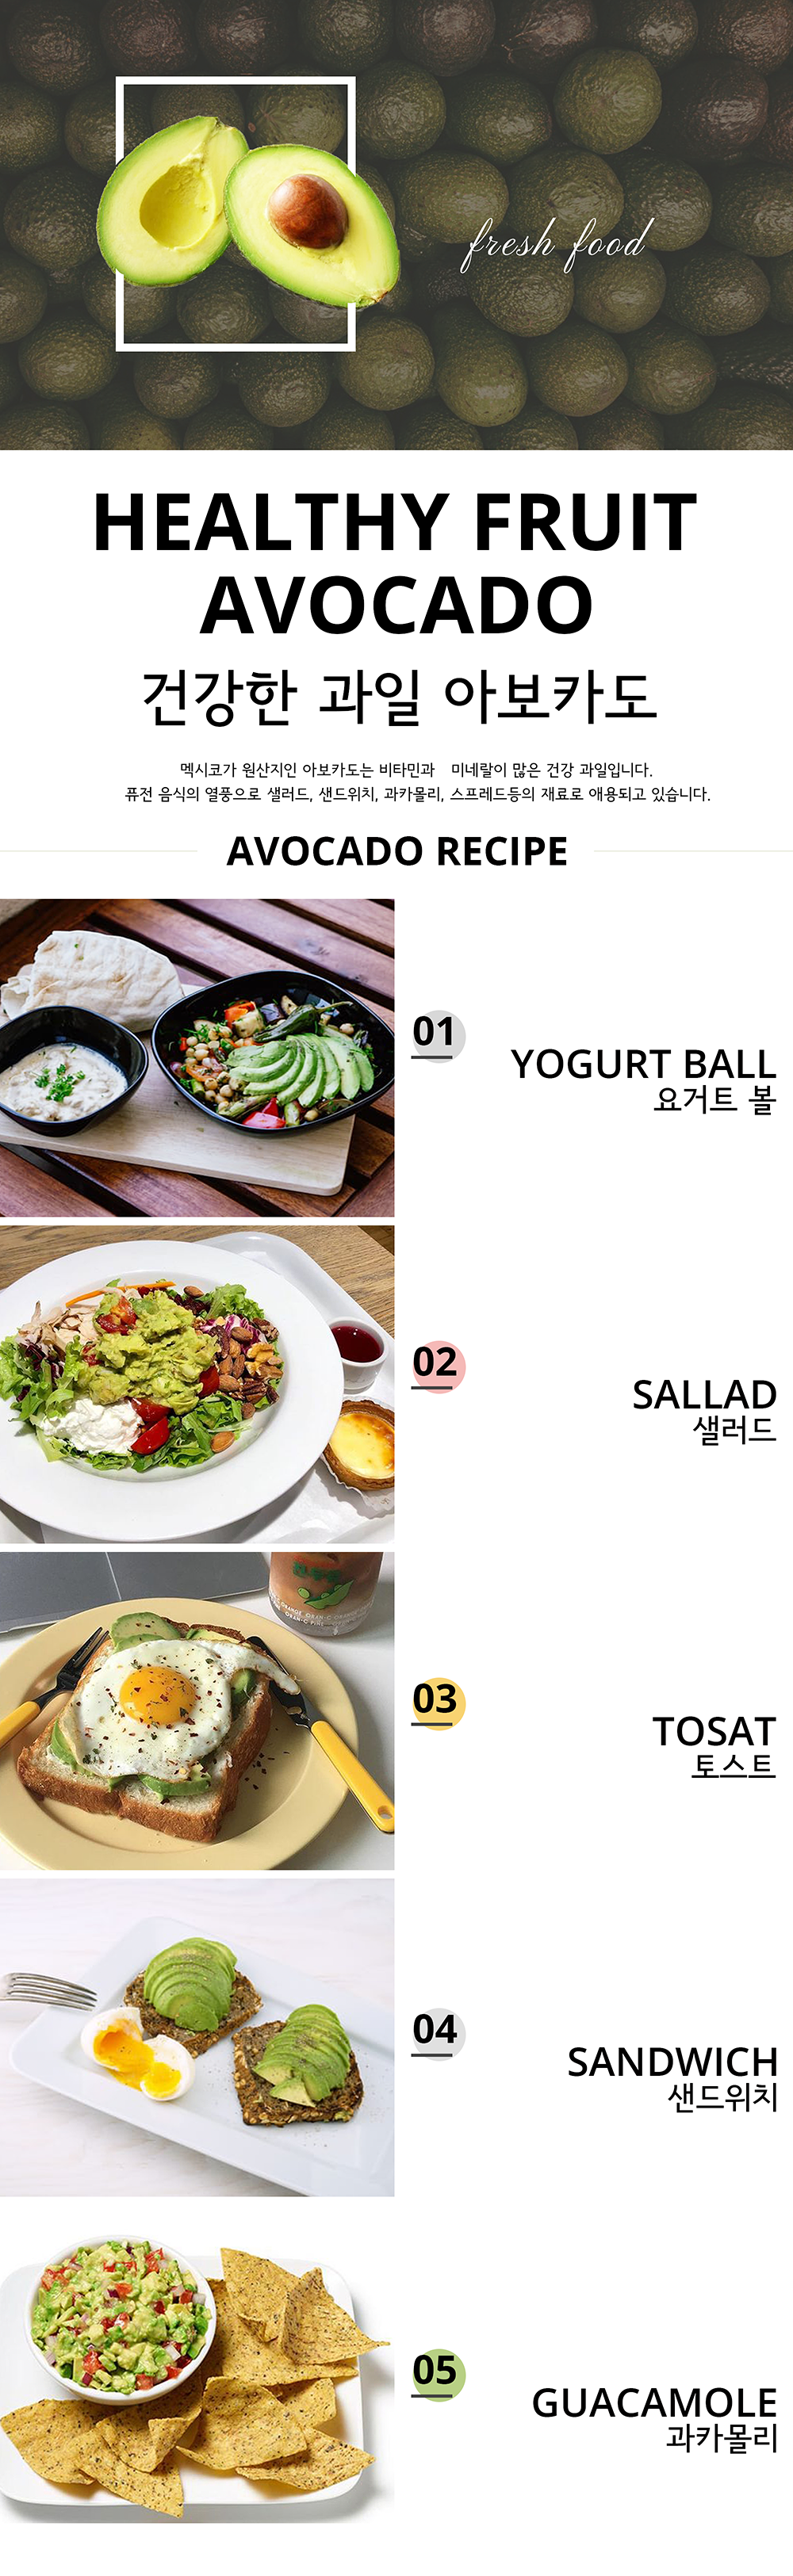 fresh food
HEALTHY FRUIT
AVOCADO
건강한 과일 아보카도
멕시코가 원산지인 아보카도는 비타민과 미네랄이 많은 건강 과일입니다.
퓨전 음식의 열풍으로 샐러드, 샌드위치, 과카몰리, 스프레드등의 재료로 애용되고 있습니다.
AVOCADO RECIPE
01
YOGURT BALL
요거트 볼
02
SALLAD
샐러드
03
TOSAT
토스트
04
SANDWICH
샌드위치
05
GUACAMOLE
과카몰리